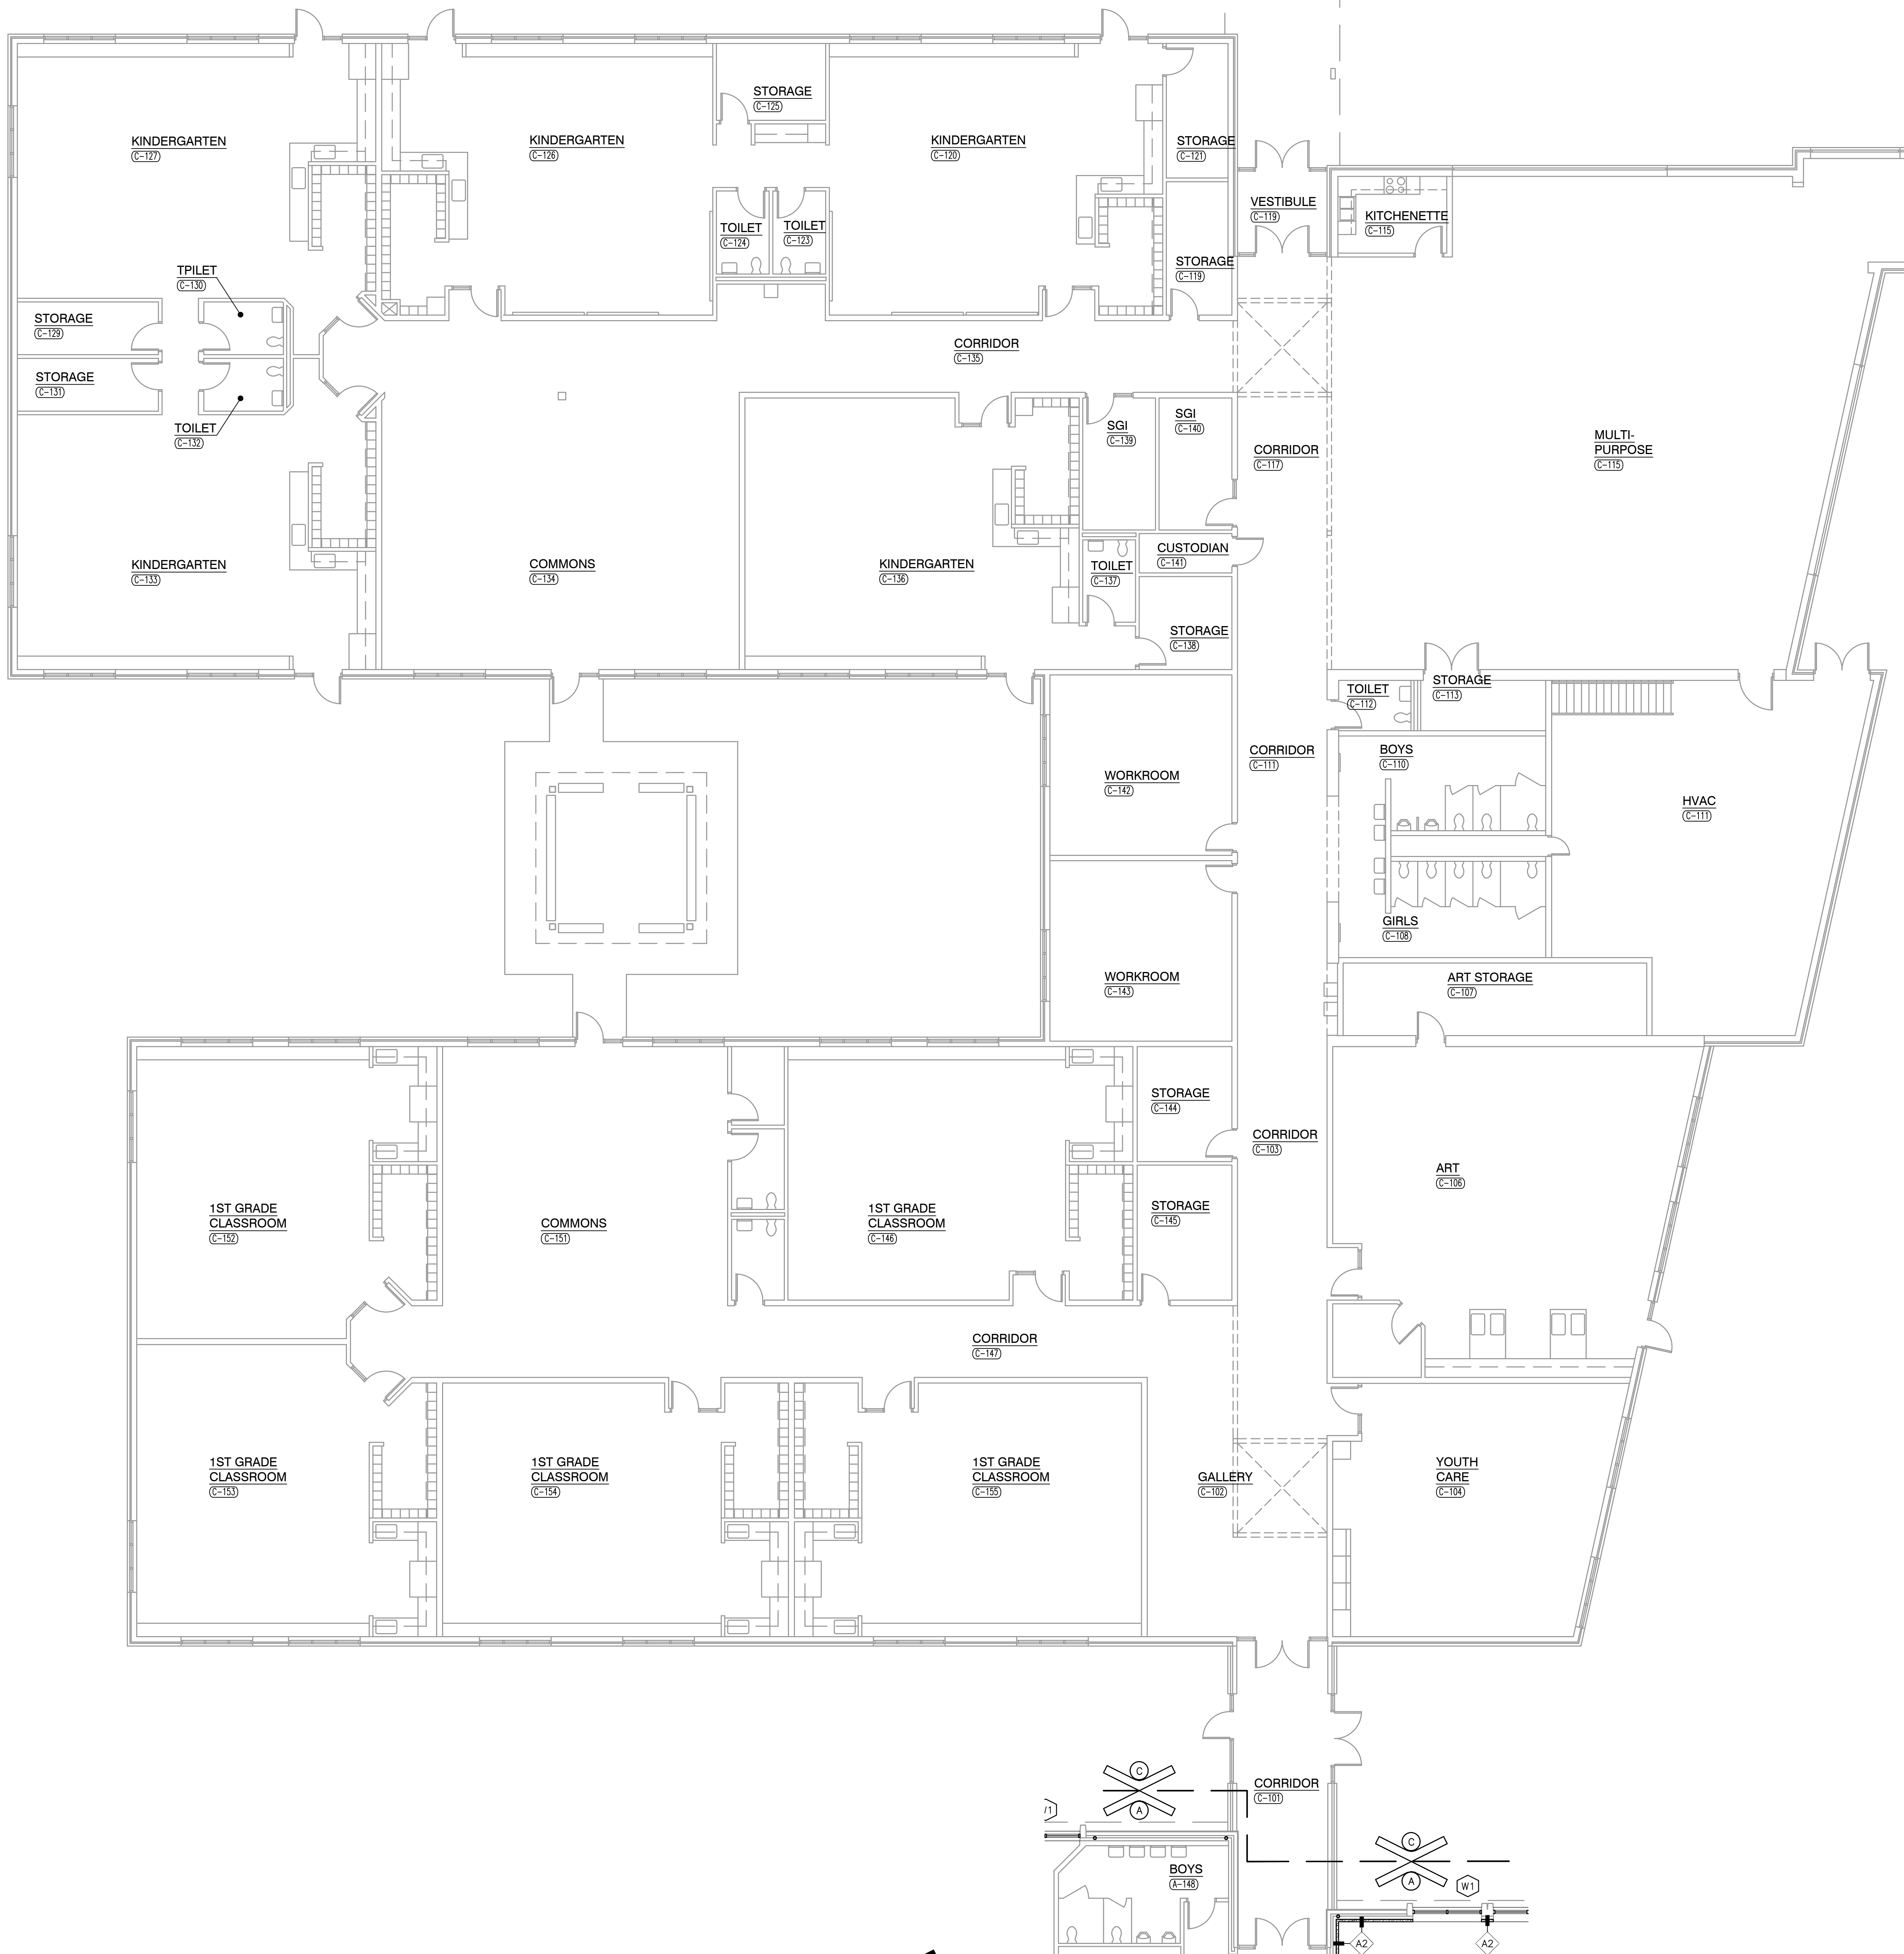 STORAGE
C-125
KINDERGARTEN
C-127
KINDERGARTEN
C-126
KINDERGARTEN
C-120
STORAGE
C-121
VESTIBULE
C-119
KITCHENETTE
C-115
TOILET
C-124
TOILET
C-123
STORAGE
C-119
TPILET
C-130
STORAGE
C-129
CORRIDOR
C-135
STORAGE
C-131
TOILET
C-132
SGI
C-139
SGI
C-140
CORRIDOR
C-117
MULTI-
PURPOSE
C-115
KINDERGARTEN
C-133
COMMONS
C-134
KINDERGARTEN
C-136
TOILET
C-137
CUSTODIAN
C-141
STORAGE
C-138
TOILET
C-112
STORAGE
C-113
WORKROOM
C-142
CORRIDOR
C-111
BOYS
C-110
HVAC
C-111
GIRLS
C-108
WORKROOM
C-143
ART STORAGE
C-107
STORAGE
C-144
CORRIDOR
C-103
ART
C-106
1ST GRADE
CLASSROOM
C-152
COMMONS
C-151
1ST GRADE
CLASSROOM
C-146
STORAGE
C-145
CORRIDOR
C-147
1ST GRADE
CLASSROOM
C-153
1ST GRADE
CLASSROOM
C-154
1ST GRADE
CLASSROOM
C-155
GALLERY
C-102
YOUTH
CARE
C-104
C
A
CORRIDOR
C-101
C
A
BOYS
A-148
W1
A2
A2